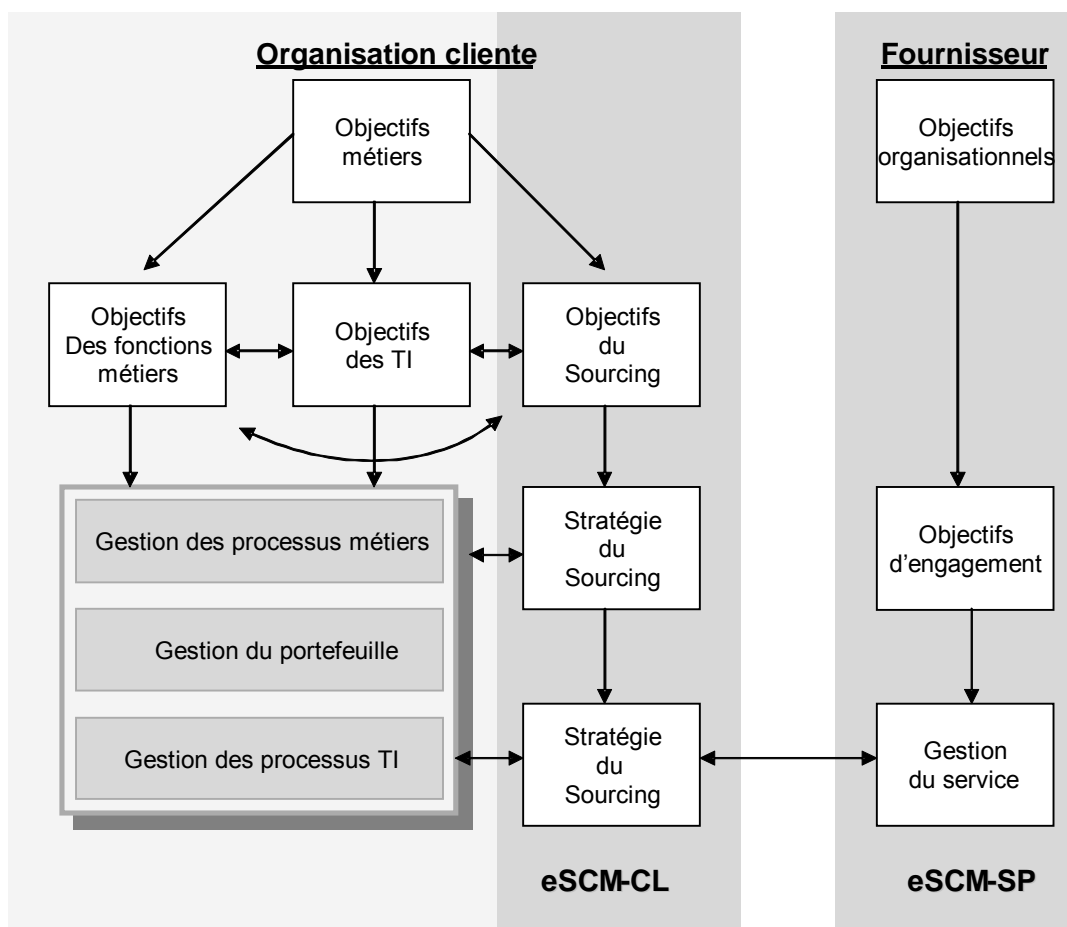 Organisation cliente
Fournisseur
Objectifs
métiers
Objectifs
organisationnels
Objectifs
Des fonctions
métiers
Objectifs
des TI
Objectifs
du
Sourcing
Gestion des processus métiers
Gestion du portefeuille
Gestion des processus TI
Stratégie
du
Sourcing
Objectifs
d'engagement
Stratégie
du
Sourcing
Gestion
du service
eSCM-CL
eSCM-SP